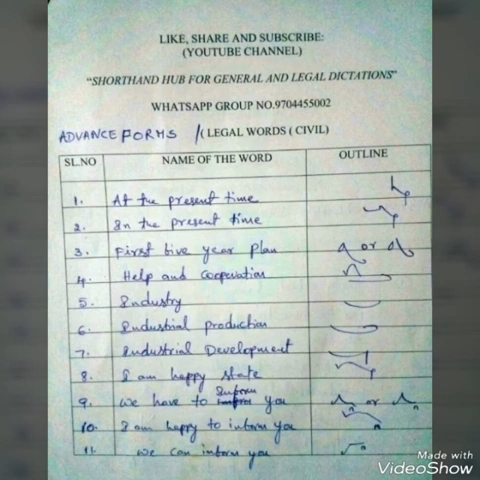 LIKE, SHARE AND SUBSCRIBE:
(YOUTUBE CHANNEL)
“SHORTHAND HUB FOR GENERAL AND LEGAL DICTATIONS”
WHATSAPP GROUP NO.9704455002
ADVANCE FORMS /(LEGAL WORDS ( CIVIL)
SL.NO NAME OF THE WORD OUTLINE
1. At the present time
2. In the present time
3. First five year plan or
4. Help and Cooperation
5. Industry
6. Industrial production
7. Industrial Development
8. I am happy state
9. We have to Inform you or
10. I am happy to inform you
11. We can inform you
Made with
VideoShow